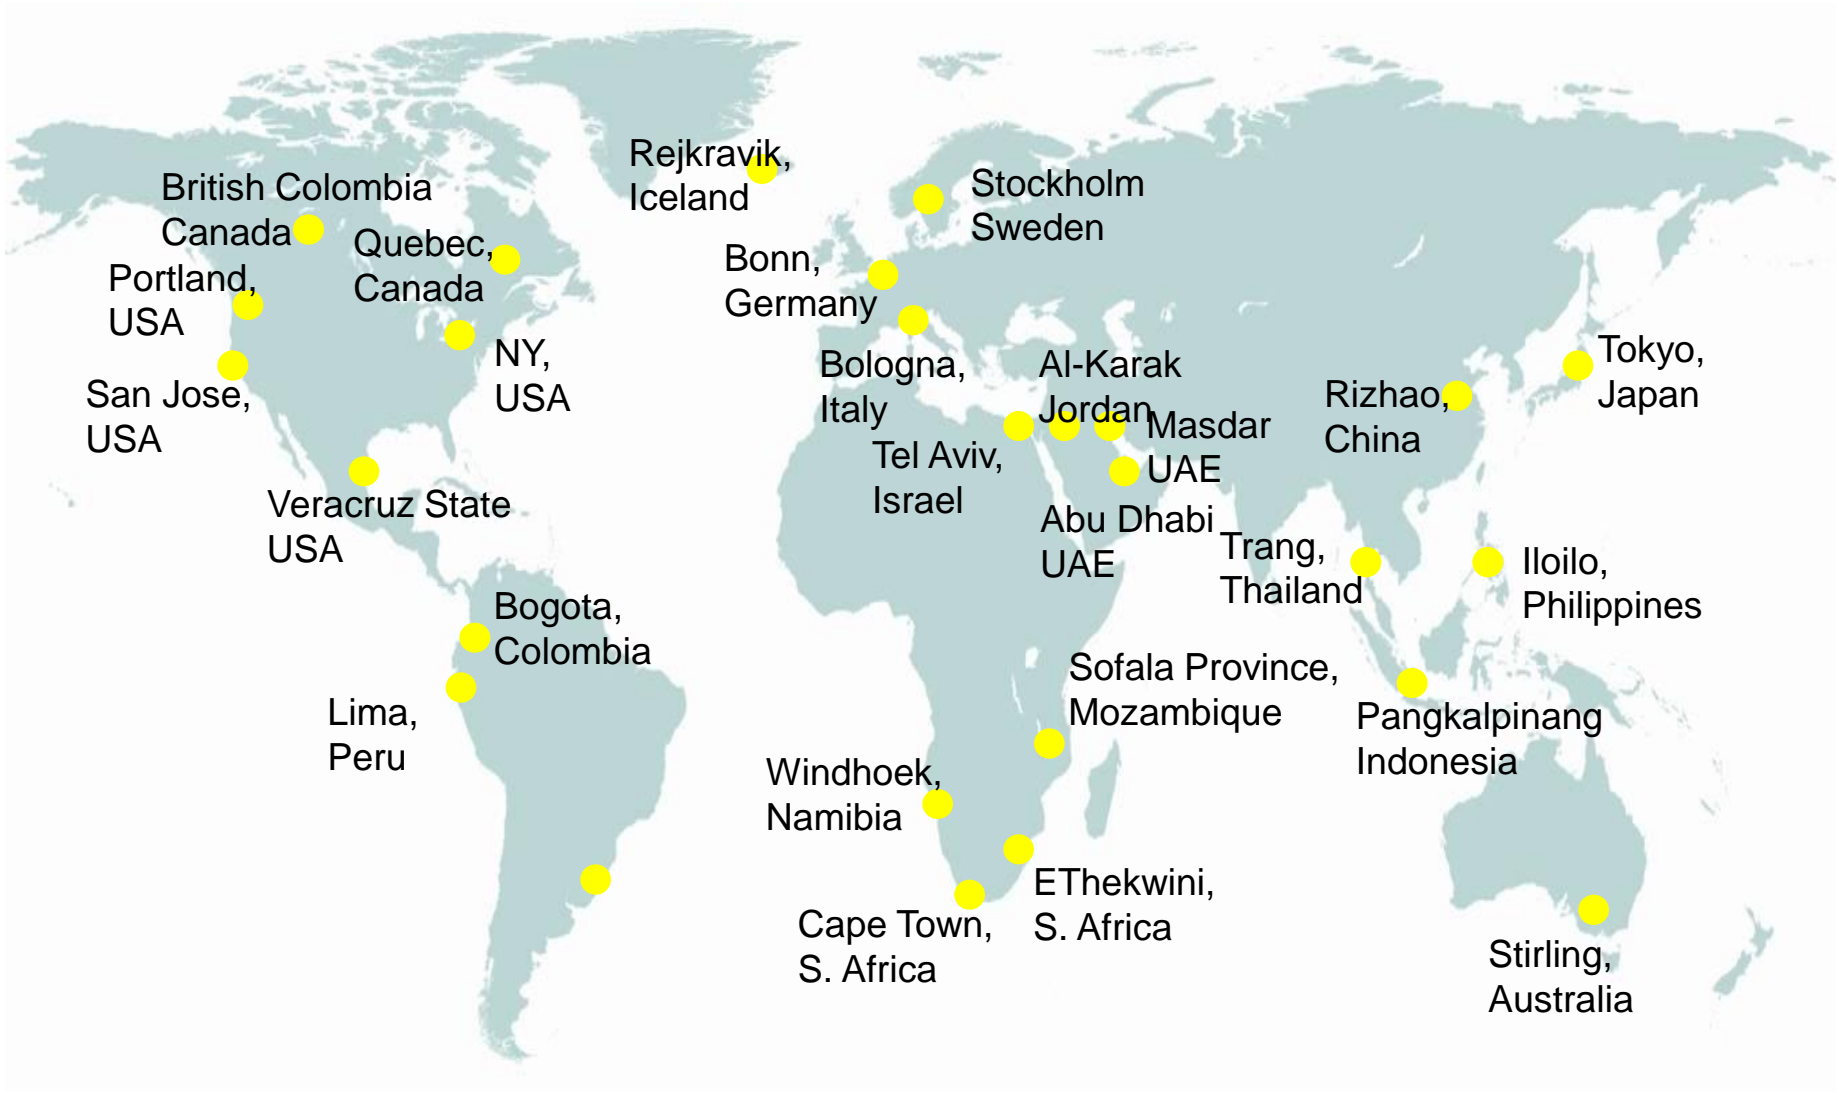 Rejkravik,
Iceland
British Colombia
Canada
Stockholm
Sweden
Quebec,
Canada
Portland,
USA
Bonn,
Germany
NY,
USA
San Jose,
USA
Bologna,
Italy
Al-Karak
Jordan
Tokyo,
Japan
Rizhao,
China
Masdar
UAE
Tel Aviv,
Israel
Veracruz State
USA
Abu Dhabi
UAE
Trang,
Thailand
Iloilo,
Philippines
Bogota,
Colombia
Sofala Province,
Mozambique
Lima,
Peru
Pangkalpinang
Indonesia
Windhoek,
Namibia
EThekwini,
S. Africa
Cape Town,
S. Africa
Stirling,
Australia